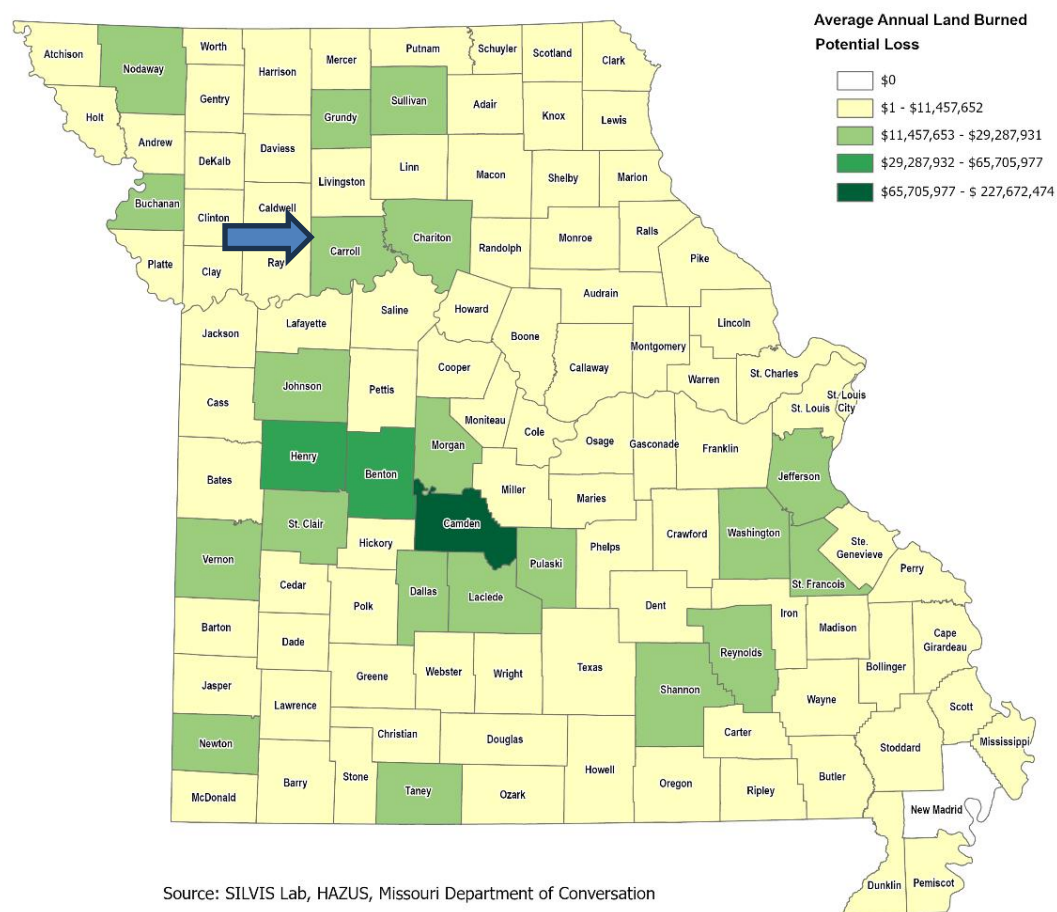 Average Annual Land Burned
Potential Loss
$0
$1 - $11,457,652
$11,457,653 - $29,287,931
$29,287,932 - $65,705,977
$65,705,977 - $ 227,672,474
Atchison
Nodaway
Worth
Gentry
Harrison
Mercer
Putnam
Schuyler
Scotland
Clark
Holt
Andrew
DeKalb
Daviess
Grundy
Sullivan
Adair
Knox
Lewis
Buchanan
Clinton
Caldwell
Livingston
Linn
Macon
Shelby
Marion
Platte
Clay
Ray
Carroll
Chariton
Randolph
Monroe
Ralls
Pike
Jackson
Lafayette
Saline
Howard
Boone
Audrain
Callaway
Montgomery
Lincoln
Warren
St. Charles
St. Louis
St. Louis
City
Cass
Johnson
Pettis
Cooper
Moniteau
Cole
Osage
Gasconade
Franklin
Jefferson
Bates
Henry
Benton
Morgan
Miller
Maries
Vernon
St. Clair
Hickory
Camden
Pulaski
Phelps
Crawford
Washington
St. Francois
Ste.
Genevieve
Perry
Barton
Cedar
Polk
Dallas
Laclede
Dent
Iron
Madison
Bollinger
Cape
Girardeau
Jasper
Dade
Greene
Webster
Wright
Texas
Shannon
Reynolds
Wayne
Scott
Newton
Lawrence
Christian
Douglas
Howell
Carter
Butler
Stoddard
Mississippi
McDonald
Barry
Stone
Taney
Ozark
Oregon
Ripley
New Madrid
Dunklin
Pemiscot
Source: SILVIS Lab, HAZUS, Missouri Department of Conversation